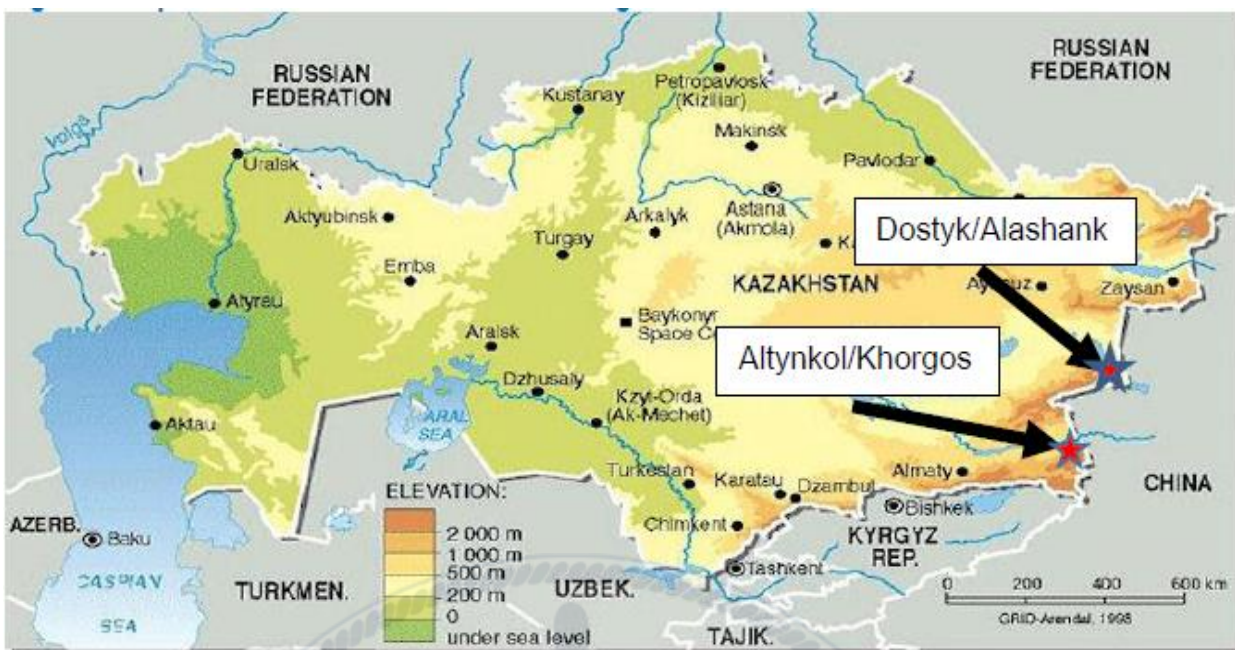 RUSSIAN
FEDERATION
RUSSIAN
FEDERATION
Petropavlosk
(Kiziliar)
Kustanay
Makinsk
Volga
Uralsk
Pavlodar
Aktyubinsk
Arkalyk
Astana
(Akmola)
Dostyk/Alashank
Turgay
Emba
KAZAKHSTAN
Zaysan
Atyrau
Baykonyr
Space
Aralsk
Altynkol/Khorgos
Dzhusaly
Kzyl-Orda
(Ak-Mechet)
ARAL
SEA
Aktau
Turkestan
Karatau
Dzambul
Almaty
CHINA
ELEVATION:
2 000 m
1 000 m
500 m
200 m
0
under sea level
Chimkent
Bishkek
KYRGYZ
REP.
AZERB.
Baku
Tashkent
CASPIAN
SEA
TURKMEN.
UZBEK.
TAJIK.
0 200 400 600 km
GRID-Arendal, 1998